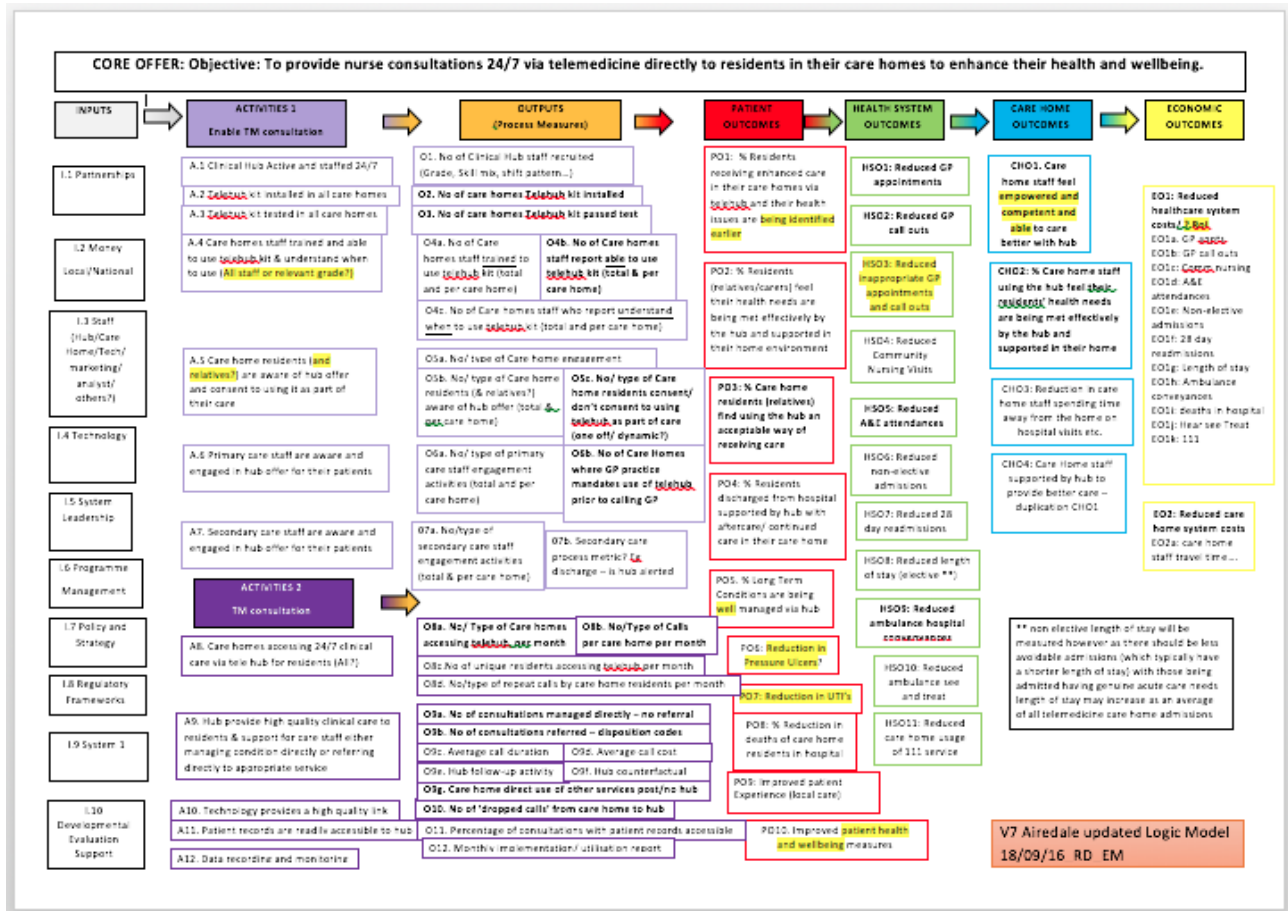 CORE OFFER: Objective: To provide nurse consultations 24/7 via telemedicine directly to residents in their care homes to enhance their health and wellbeing.
INPUTS
I.1 Partnerships
I.2 Money
Local/National
I.3 Staff
(Hub/Care
Home/Tech/
marketing/
analyst/
others?)
I.4 Technology
I.5 System
Leadership
I.6 Programme
Management
I.7 Policy and
Strategy
I.8 Regulatory
Frameworks
I.9 System 1
I.10
Developmental
Evaluation
Support
ACTIVITIES 1
Enable TM consultation
A.1 Clinical Hub Active and staffed 24/7
A.2 Telehub kit installed in all care homes
A.3 Telehub kit tested in all care homes
A.4 Care homes staff trained and able
to use telehub kit & understand when
to use (All staff or relevant grade?)
A.5 Care home residents (and
relatives?) are aware of hub offer
and consent to using it as part of
their care
A.6 Primary care staff are aware and
engaged in hub offer for their patients
A7. Secondary care staff are aware and
engaged in hub offer for their patients
ACTIVITIES 2
TM consultation
A8. Care homes accessing 24/7 clinical
care via tele hub for residents (All?)
A9. Hub provide high quality clinical care to
residents & support for care staff either
managing condition directly or referring
directly to appropriate service
A10. Technology provides a high quality link
A11. Patient records are readily accessible to hub
A12. Data recording and monitoring
OUTPUTS
(Process Measures)
O1. No of Clinical Hub staff recruited
(Grade, Skill mix, shift pattern...)
O2. No of care homes Telehub kit installed
O3. No of care homes Telehub kit passed test
O4a. No of Care
homes staff trained to
use telehub kit (total
and per care home)
O4b. No of Care homes
staff report able to use
telehub kit (total & per
care home)
O4c. No of Care homes staff who report understand
when to use telehub kit (total and per care home)
O5a. No/ type of Care home engagement
O5b. No/ type of Care home
residents (& relatives?)
aware of hub offer (total &
per care home)
O5c. No/ type of Care
home residents consent/
don't consent to using
telehub as part of care
(one off/ dynamic?)
O6a. No/ type of primary
care staff engagement
activities (total and per
care home)
O6b. No of Care Homes
where GP practice
mandates use of telehub
prior to calling GP
07a. No/type of
secondary care staff
engagement activities
(total & per care home)
07b. Secondary care
process metric? Eg
discharge – is hub alerted
O8a. No/ Type of Care homes
accessing telehub per month
O8b. No/Type of Calls
per care home per month
O8c.No of unique residents accessing telehub per month
O8d. No/type of repeat calls by care home residents per month
O9a. No of consultations managed directly – no referral
O9b. No of consultations referred – disposition codes
O9c. Average call duration
O9d. Average call cost
O9e. Hub follow-up activity
O9f. Hub counterfactual
O9g. Care home direct use of other services post/no hub
O10. No of 'dropped calls' from care home to hub
O11. Percentage of consultations with patient records accessible
O12. Monthly implementation/ utilisation report
PATIENT
OUTCOMES
PO1: % Residents
receiving enhanced care
in their care homes via
telehub and their health
issues are being identified
earlier
PO2: % Residents
(relatives/carers) feel
their health needs are
being met effectively by
the hub and supported in
their home environment
PO3: % Care home
residents (relatives)
find using the hub an
acceptable way of
receiving care
PO4: % Residents
discharged from hospital
supported by hub with
aftercare/ continued
care in their care home
PO5. % Long Term
Conditions are being
well managed via hub
PO6: Reduction in
Pressure Ulcers?
PO7: Reduction in UTI's
PO8: % Reduction in
deaths of care home
residents in hospital
PO9: Improved patient
Experience (local care)
PO10. Improved patient health
and wellbeing measures
HEALTH SYSTEM
OUTCOMES
HSO1: Reduced GP
appointments
HSO2: Reduced GP
call outs
HSO3: Reduced
inappropriate GP
appointments
and call outs
HSO4: Reduced
Community
Nursing Visits
HSO5: Reduced
A&E attendances
HSO6: Reduced
non-elective
admissions
HSO7: Reduced 28
day readmissions
HSO8: Reduced length
of stay (elective **)
HSO9: Reduced
ambulance hospital
conveyances
HSO10: Reduced
ambulance see
and treat
HSO11: Reduced
care home usage
of 111 service
CARE HOME
OUTCOMES
CHO1. Care
home staff feel
empowered and
competent and
able to care
better with hub
CHO2: % Care home staff
using the hub feel their
residents' health needs
are being met effectively
by the hub and
supported in their home
CHO3: Reduction in care
home staff spending time
away from the home on
hospital visits etc.
CHO4: Care Home staff
supported by hub to
provide better care –
duplication CHO1
ECONOMIC
OUTCOMES
EO1: Reduced
healthcare system
costs/ ? RoI
EO1a: GP appts
EO1b: GP call outs
EO1c: Comm nursing
EO1d: A&E
attendances
EO1e: Non-elective
admissions
EO1f: 28 day
readmissions
EO1g: Length of stay
EO1h: Ambulance
conveyances
EO1i: deaths in hospital
EO1j: Hear see Treat
EO1k: 111
EO2: Reduced care
home system costs
EO2a: care home
staff travel time...
** non elective length of stay will be
measured however as there should be less
avoidable admissions (which typically have
a shorter length of stay) with those being
admitted having genuine acute care needs
length of stay may increase as an average
of all telemedicine care home admissions
V7 Airedale updated Logic Model
18/09/16 RD EM